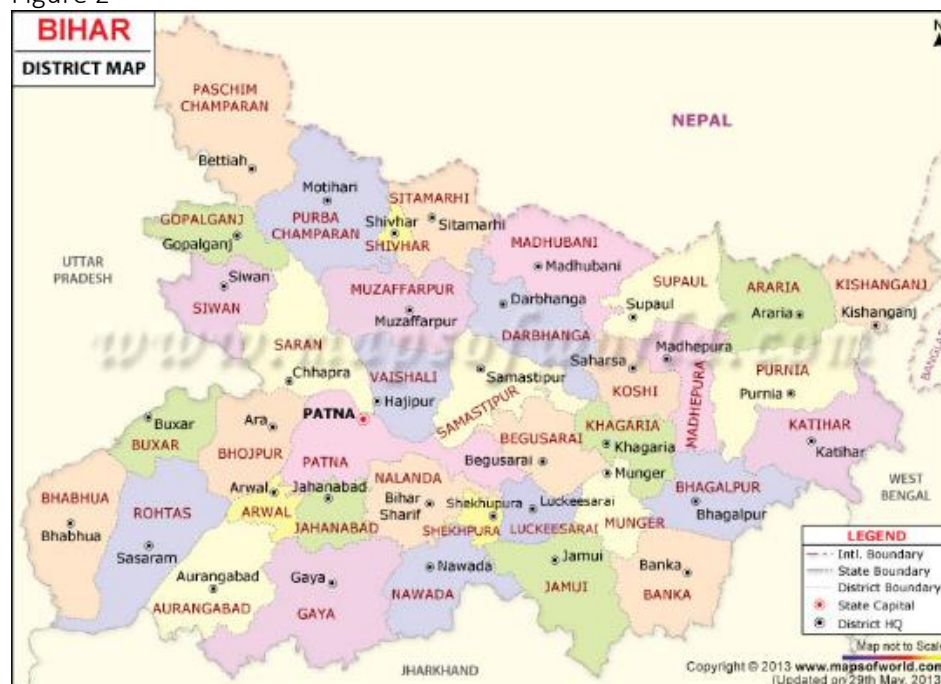 Figure 2
BIHAR
DISTRICT MAP
N
PASCHIM
CHAMPARAN
NEPAL
Bettiah
Motihari
SITAMARHI
Shivhar
Sitamarhi
GOPALGANJ
Gopalganj
PURBA
CHAMPARAN
SHIVHAR
MADHUBANI
Madhubani
UTTAR
PRADESH
Siwan
SIWAN
MUZAFFARPUR
Muzaffarpur
Darbhanga
DARBHANGA
SUPAUL
Supaul
ARARIA
Araria
KISHANGANJ
Kishanganj
www.mapsofworld.com
SARAN
Chhapra
VAISHALI
Hajipur
Samastipur
SAMASTIPUR
Saharsa
KOSHI
Madhepura
MADHEPURA
PURNIA
Purnia
BANGLA
Buxar
BUXAR
Ara
BHOJPUR
PATNA
PATNA
BEGUSARAI
Begusarai
KHAGARIA
Khagaria
KATIHAR
Katihar
BHABHUA
Bhabhua
ROHTAS
Sasaram
Arwal
ARWAL
Jahanabad
JAHANABAD
NALANDA
Bihar
Sharif
Shekhupura
SHEKHPURA
Luckeesarai
LUCKEESARAI
Munger
MUNGER
BHAGALPUR
Bhagalpur
WEST
BENGAL
Aurangabad
AURANGABAD
Gaya
GAYA
Nawada
NAWADA
Jamui
JAMUI
Banka
BANKA
JHARKHAND
LEGEND
Intl. Boundary
State Boundary
District Boundary
State Capital
District HQ
Map not to Scale
Copyright © 2013 www.mapsofworld.com
(Updated on 29th May, 2013